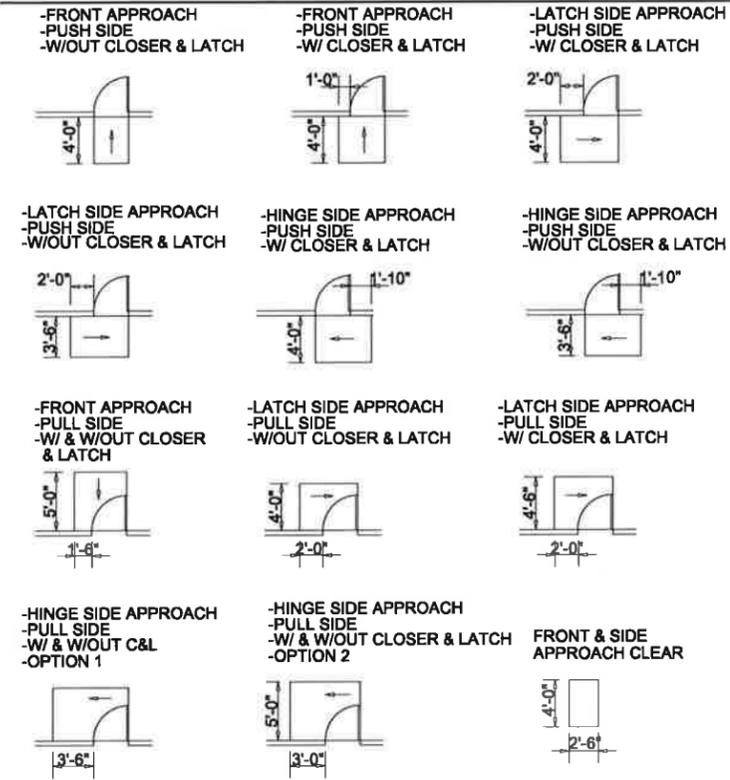 -FRONT APPROACH
-PUSH SIDE
-W/OUT CLOSER & LATCH
4'-0"
-FRONT APPROACH
-PUSH SIDE
-W/ CLOSER & LATCH
1'-0"
4'-0"
-LATCH SIDE APPROACH
-PUSH SIDE
-W/ CLOSER & LATCH
2'-0"
4'-0"
-LATCH SIDE APPROACH
-PUSH SIDE
-W/OUT CLOSER & LATCH
2'-0"
3'-6"
-HINGE SIDE APPROACH
-PUSH SIDE
-W/ CLOSER & LATCH
1'-10"
4'-0"
-HINGE SIDE APPROACH
-PUSH SIDE
-W/OUT CLOSER & LATCH
1'-10"
3'-6"
-FRONT APPROACH
-PULL SIDE
-W/ & W/OUT CLOSER
& LATCH
5'-0"
1'-6"
-LATCH SIDE APPROACH
-PULL SIDE
-W/OUT CLOSER & LATCH
4'-0"
2'-0"
-LATCH SIDE APPROACH
-PULL SIDE
-W/ CLOSER & LATCH
4'-6"
2'-0"
-HINGE SIDE APPROACH
-PULL SIDE
-W/ & W/OUT C&L
-OPTION 1
3'-6"
-HINGE SIDE APPROACH
-PULL SIDE
-W/ & W/OUT CLOSER & LATCH
-OPTION 2
5'-0"
3'-0"
FRONT & SIDE
APPROACH CLEAR
4'-0"
2'-6"